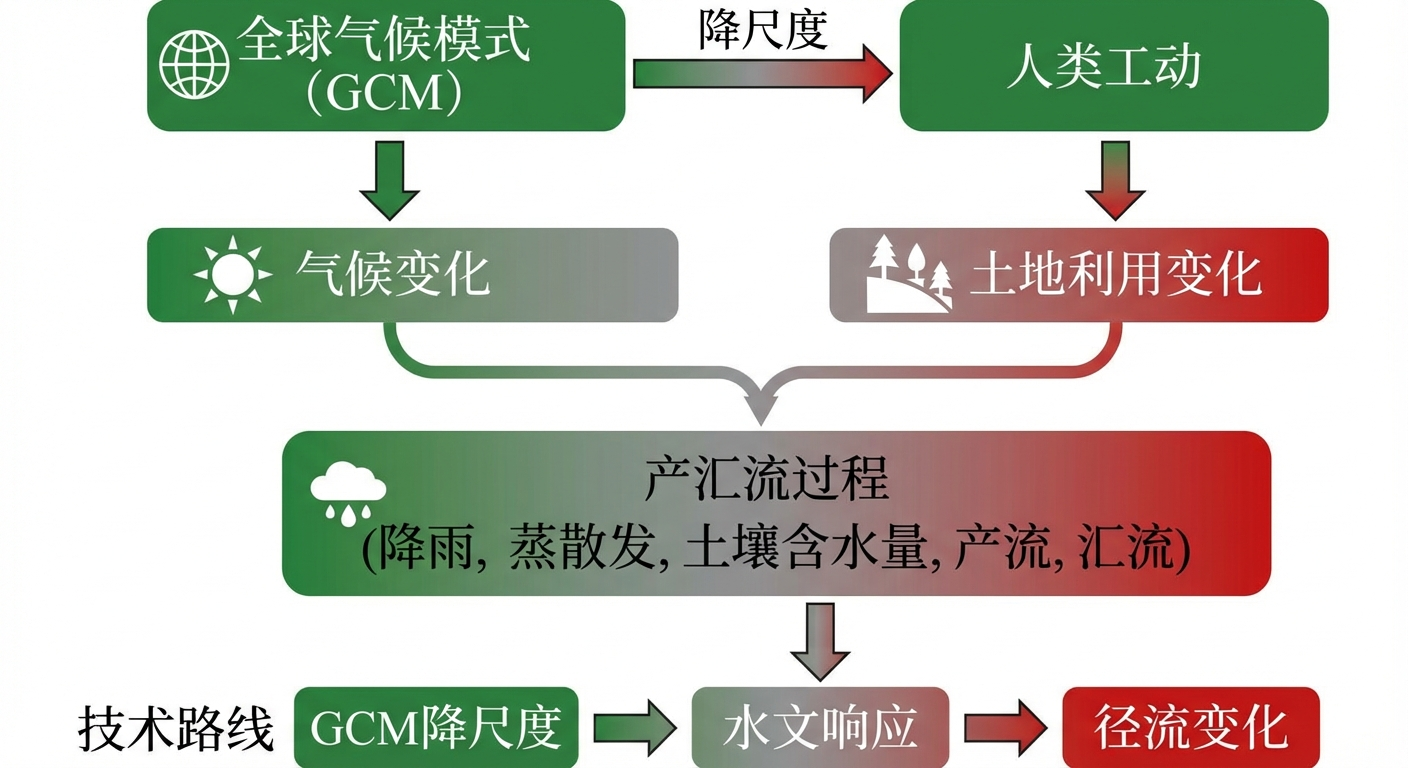 全球气候模式
（GCM）
降尺度
人类工动
气候变化
土地利用变化
产汇流过程
(降雨, 蒸散发, 土壤含水量, 产流, 汇流)
技术路线
GCM降尺度
水文响应
径流变化